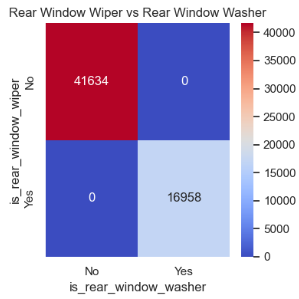 Rear Window Wiper vs Rear Window Washer
is_rear_window_wiper
No
Yes
41634
0
0
16958
No
Yes
is_rear_window_washer
40000
35000
30000
25000
20000
15000
10000
5000
0